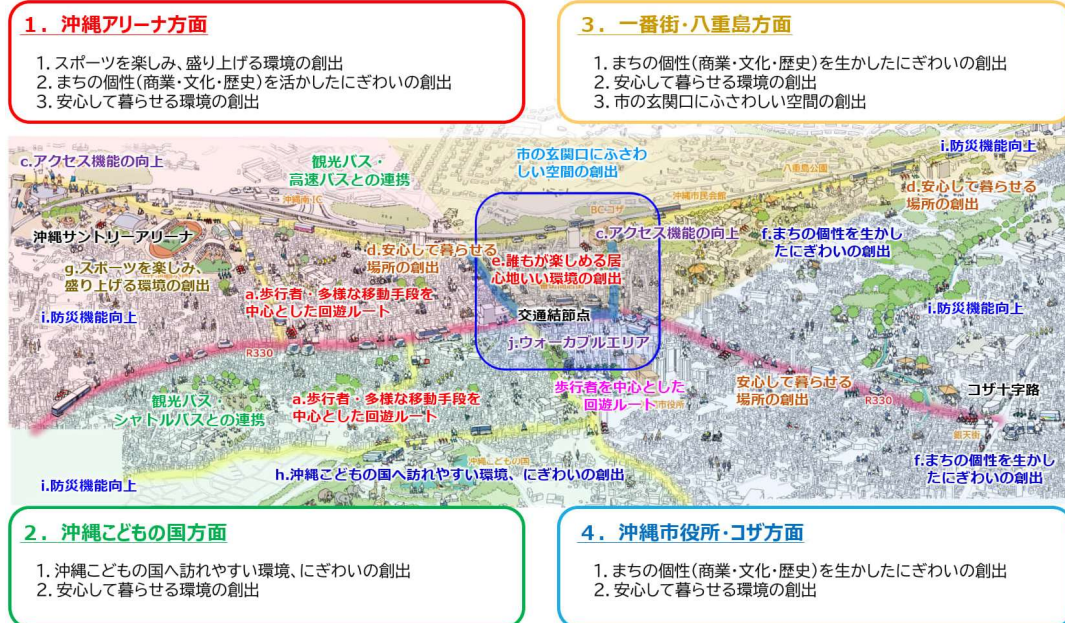 1. 沖縄アリーナ方面
1. スポーツを楽しみ、盛り上げる環境の創出
2. まちの個性(商業・文化・歴史)を活かしたにぎわいの創出
3. 安心して暮らせる環境の創出
3. 一番街・八重島方面
1. まちの個性(商業・文化・歴史)を生かしたにぎわいの創出
2. 安心して暮らせる環境の創出
3. 市の玄関口にふさわしい空間の創出
c.アクセス機能の向上
観光バス・
高速バスとの連携
沖縄南IC
市の玄関口にふさわ
しい空間の創出
八重島公園
i.防災機能向上
沖縄サントリーアリーナ
d.安心して暮らせる
場所の創出
BCコザ
沖縄市民会館
c.アクセス機能の向上
d.安心して暮らせる
場所の創出
f.まちの個性を生かし
たにぎわいの創出
g.スポーツを楽しみ、
盛り上げる環境の創出
e.誰もが楽しめる居
心地いい環境の創出
a.歩行者・多様な移動手段を
中心とした回遊ルート
i.防災機能向上
交通結節点
j.ウォーカブルエリア
i.防災機能向上
R330
観光バス
シャトルバスとの連携
a.歩行者・多様な移動手段を
中心とした回遊ルート
歩行者を中心とした
回遊ルート
市役所
安心して暮らせる
場所の創出
R330
コザ十字路
銀天街
沖縄こどもの国
h.沖縄こどもの国へ訪れやすい環境、にぎわいの創出
i.防災機能向上
f.まちの個性を生かし
たにぎわいの創出
2. 沖縄こどもの国方面
1. 沖縄こどもの国へ訪れやすい環境、にぎわいの創出
2. 安心して暮らせる環境の創出
4. 沖縄市役所・コザ方面
1. まちの個性(商業・文化・歴史)を生かしたにぎわいの創出
2. 安心して暮らせる環境の創出